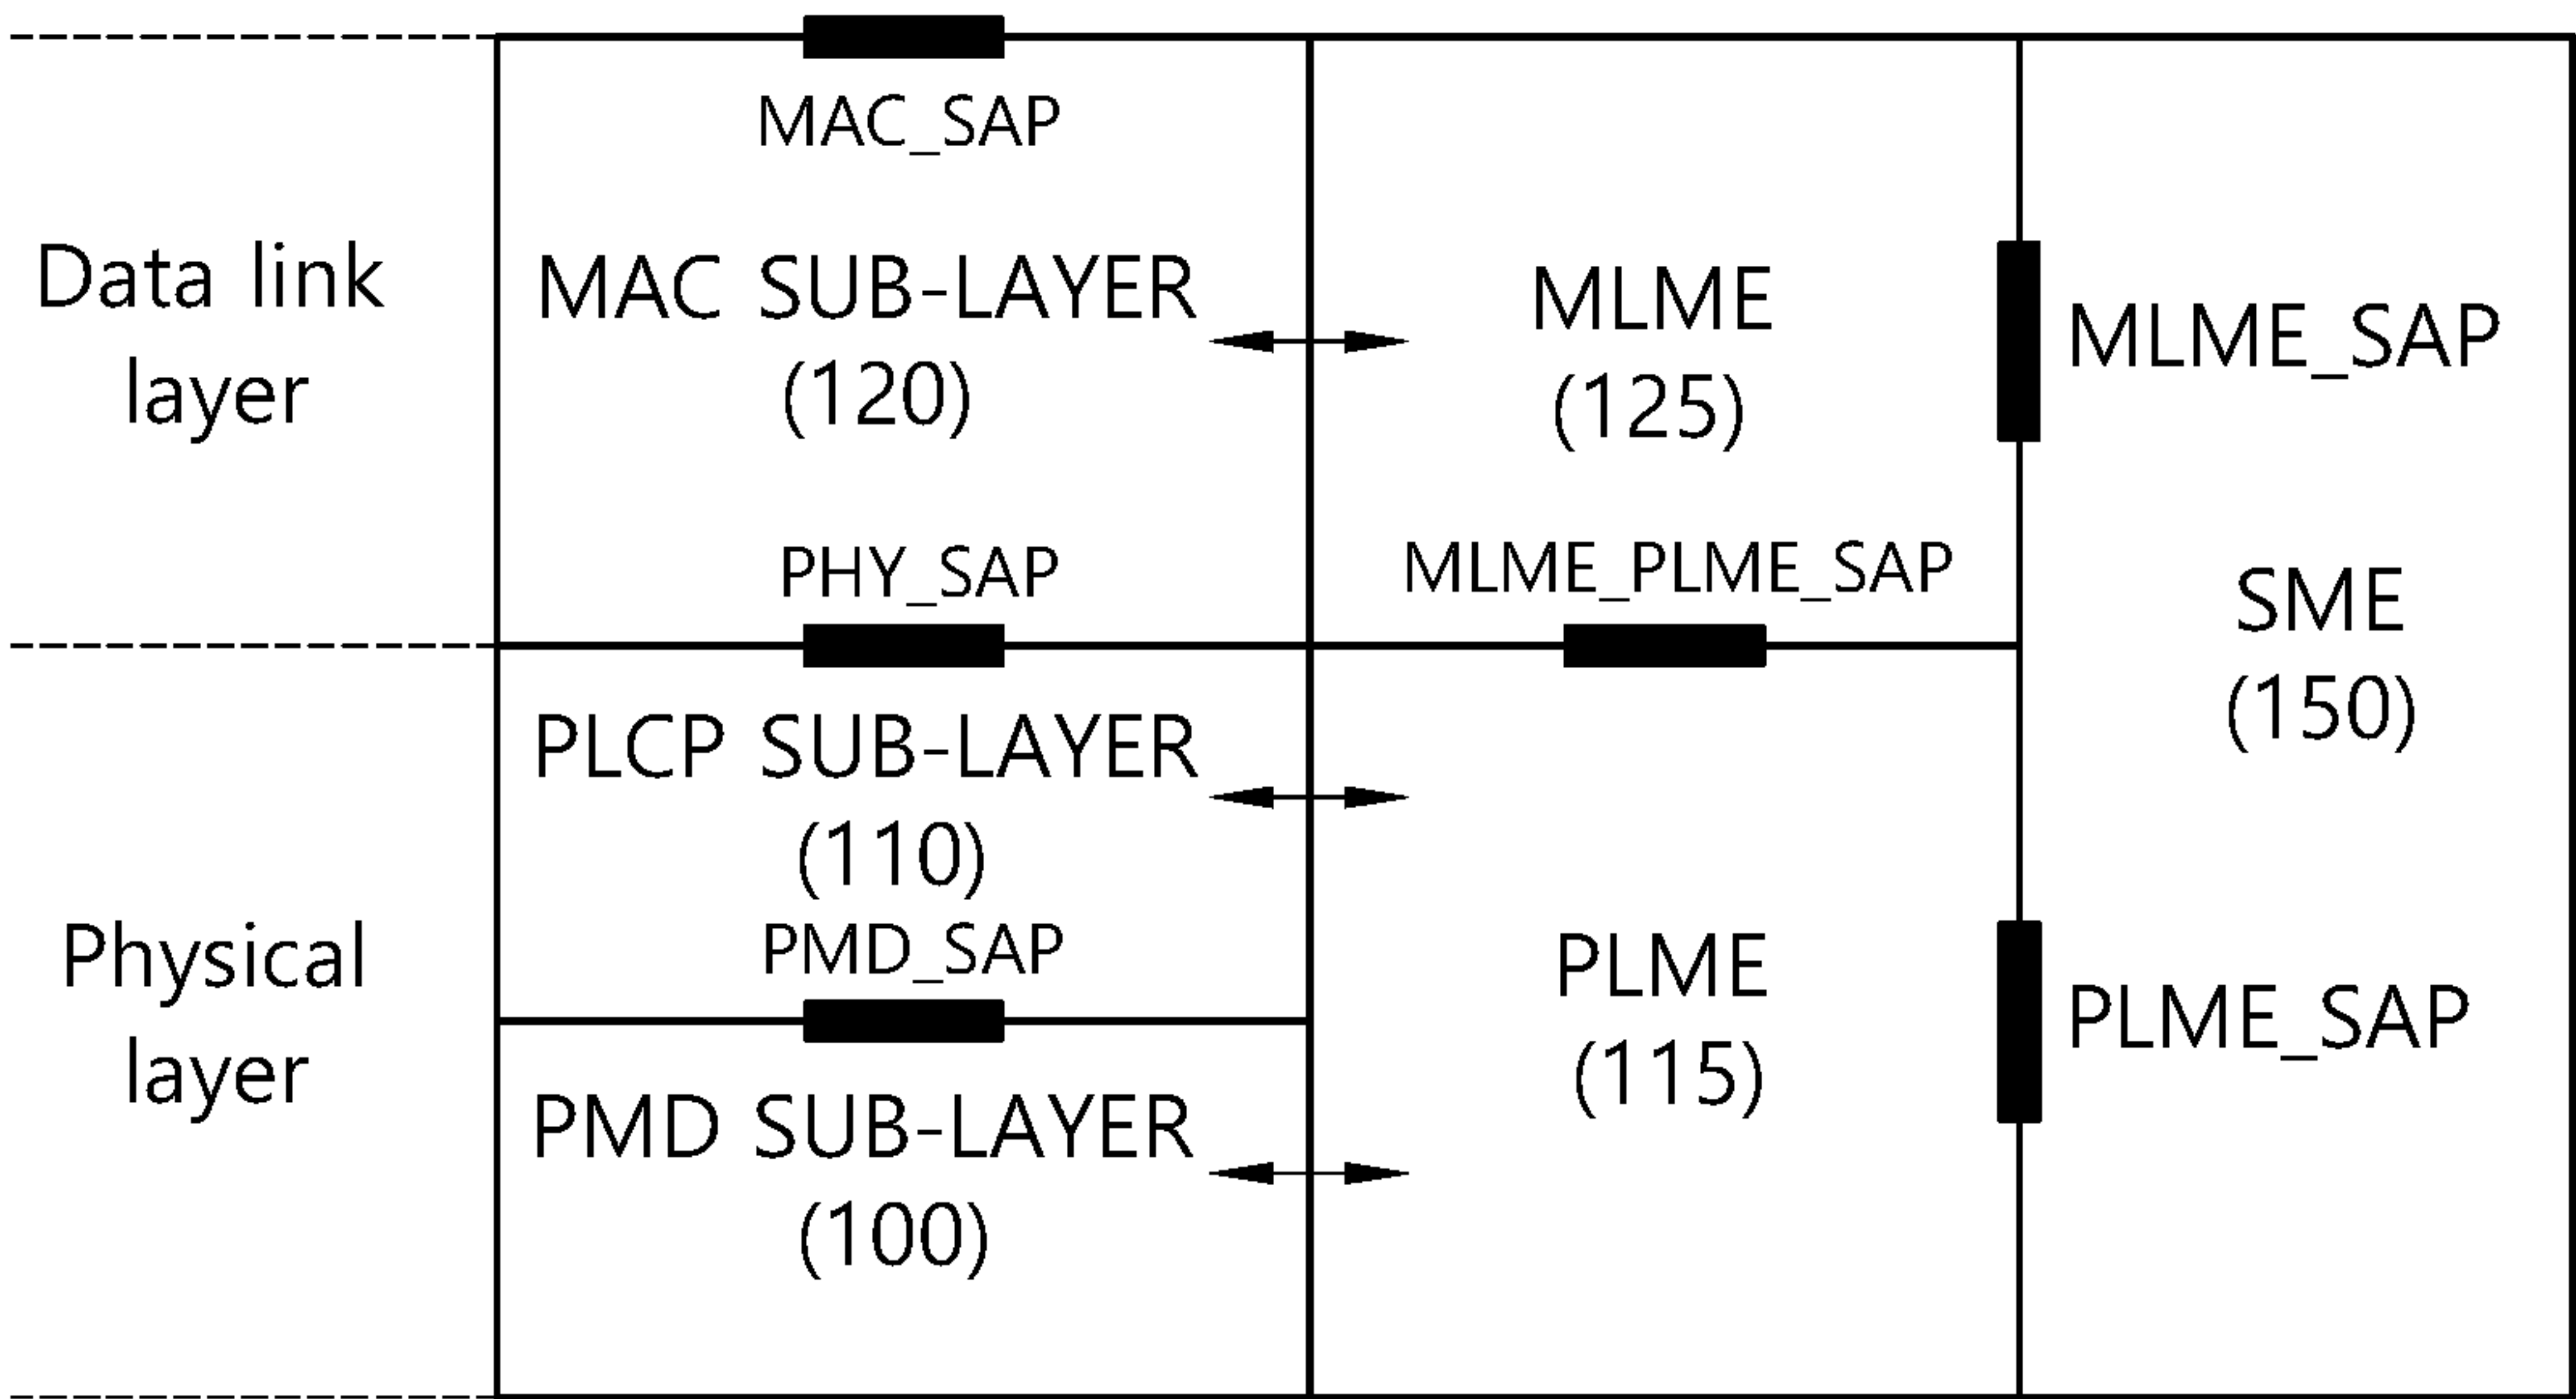 Data link
layer
MAC_SAP
MAC SUB-LAYER
(120)
PHY_SAP
MLME
(125)
MLME_PLME_SAP
MLME_SAP
SME
(150)
Physical
layer
PLCP SUB-LAYER
(110)
PMD_SAP
PMD SUB-LAYER
(100)
PLME
(115)
PLME_SAP